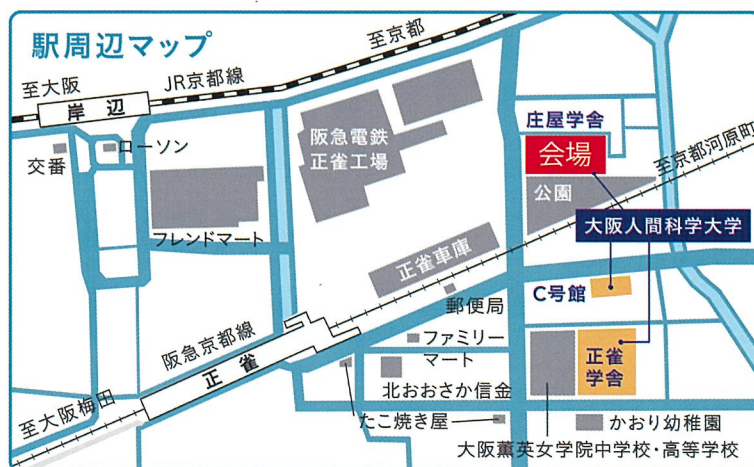 駅周辺マップ
至京都
至大阪
JR京都線
岸辺
交番
ローソン
フレンドマート
阪急電鉄
正雀工場
庄屋学舎
会場
公園
至京都河原町
大阪人間科学大学
正雀車庫
郵便局
C号館
阪急京都線
正雀
ファミリー
マート
北おおさか信金
正雀
学舎
至大阪梅田
たこ焼き屋
かおり幼稚園
大阪薫英女学院中学校・高等学校